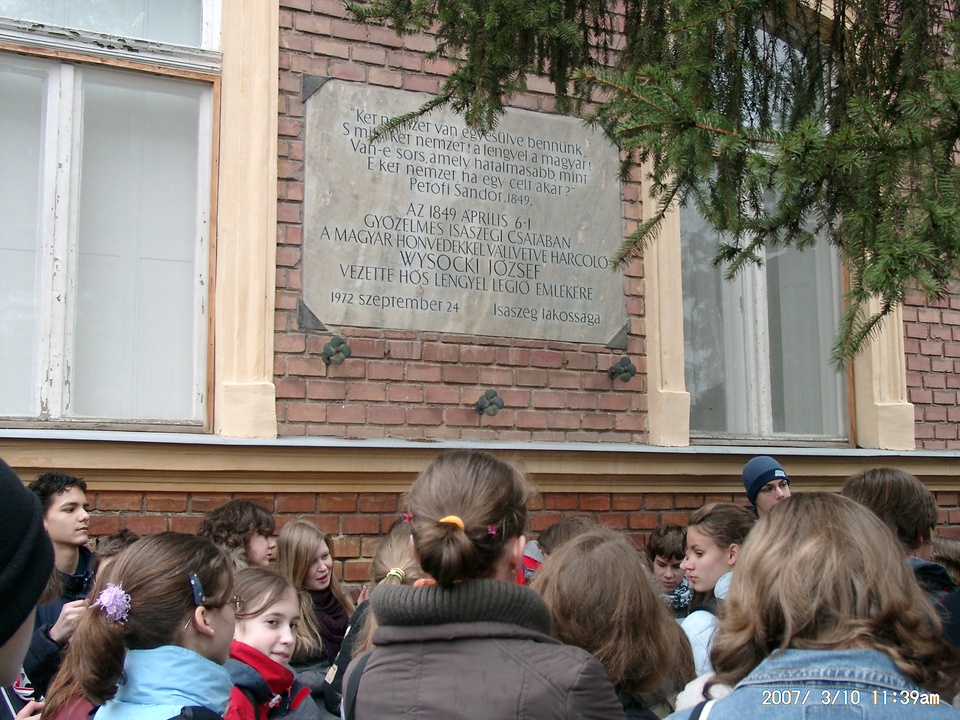 "Két nemzet van egyesülve bennünk
S mi két nemzet! a lengyel a magyar!
Van-e sors, amely hatalmasabb mint
E két nemzet ha egy célt akar?"
Petőfi Sándor. 1849.
AZ 1849 ÁPRILIS 6-I
GYŐZELMES ISASZEGI CSATÁBAN
A MAGYAR HONVÉDEKKEL VÁLLVETVE HARCOLÓ
WYSOCKI JÓZSEF
VEZETTE HŐS LENGYEL LÉGIÓ EMLÉKÉRE
1972 szeptember 24 Isaszeg lakossága
2007/ 3/10 11:39am